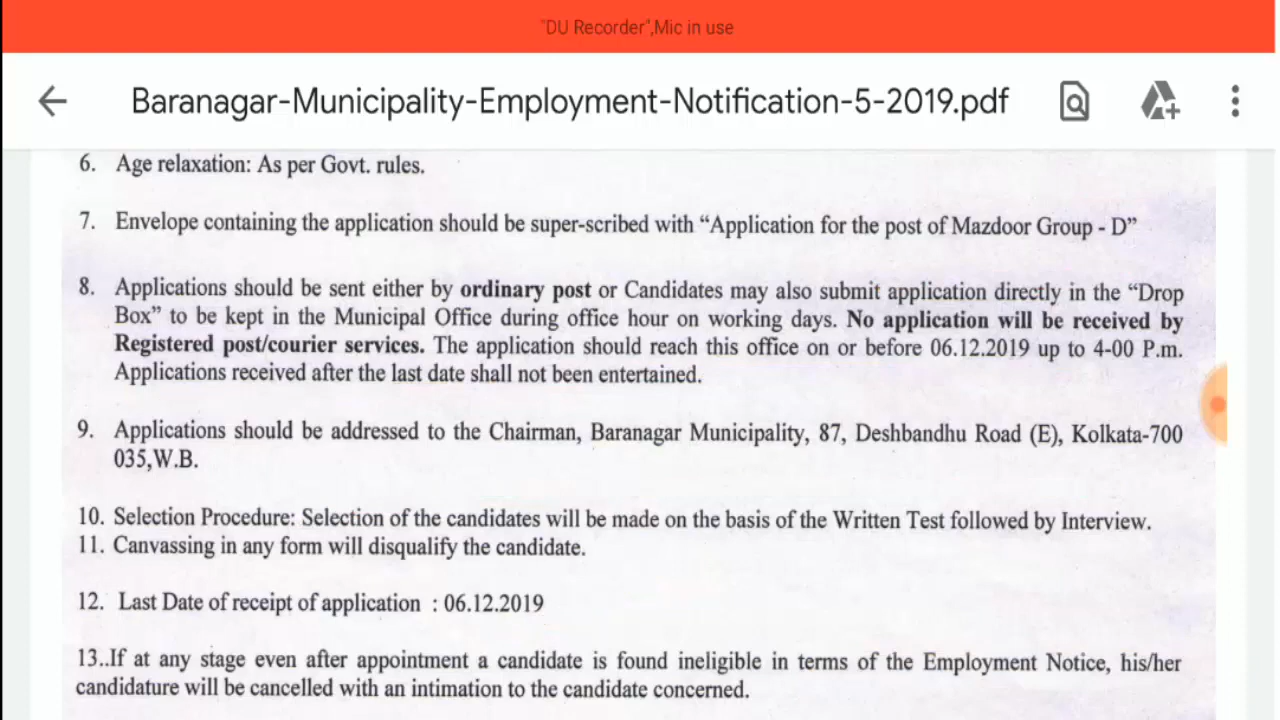 "DU Recorder",Mic in use
Baranagar-Municipality-Employment-Notification-5-2019.pdf
6. Age relaxation: As per Govt. rules.
7. Envelope containing the application should be super-scribed with “Application for the post of Mazdoor Group - D”
8. Applications should be sent either by ordinary post or Candidates may also submit application directly in the “Drop
Box” to be kept in the Municipal Office during office hour on working days. No application will be received by
Registered post/courier services. The application should reach this office on or before 06.12.2019 up to 4-00 P.m.
Applications received after the last date shall not been entertained.
9. Applications should be addressed to the Chairman, Baranagar Municipality, 87, Deshbandhu Road (E), Kolkata-700
035,W.B.
10. Selection Procedure: Selection of the candidates will be made on the basis of the Written Test followed by Interview.
11. Canvassing in any form will disqualify the candidate.
12. Last Date of receipt of application : 06.12.2019
13..If at any stage even after appointment a candidate is found ineligible in terms of the Employment Notice, his/her
candidature will be cancelled with an intimation to the candidate concerned.